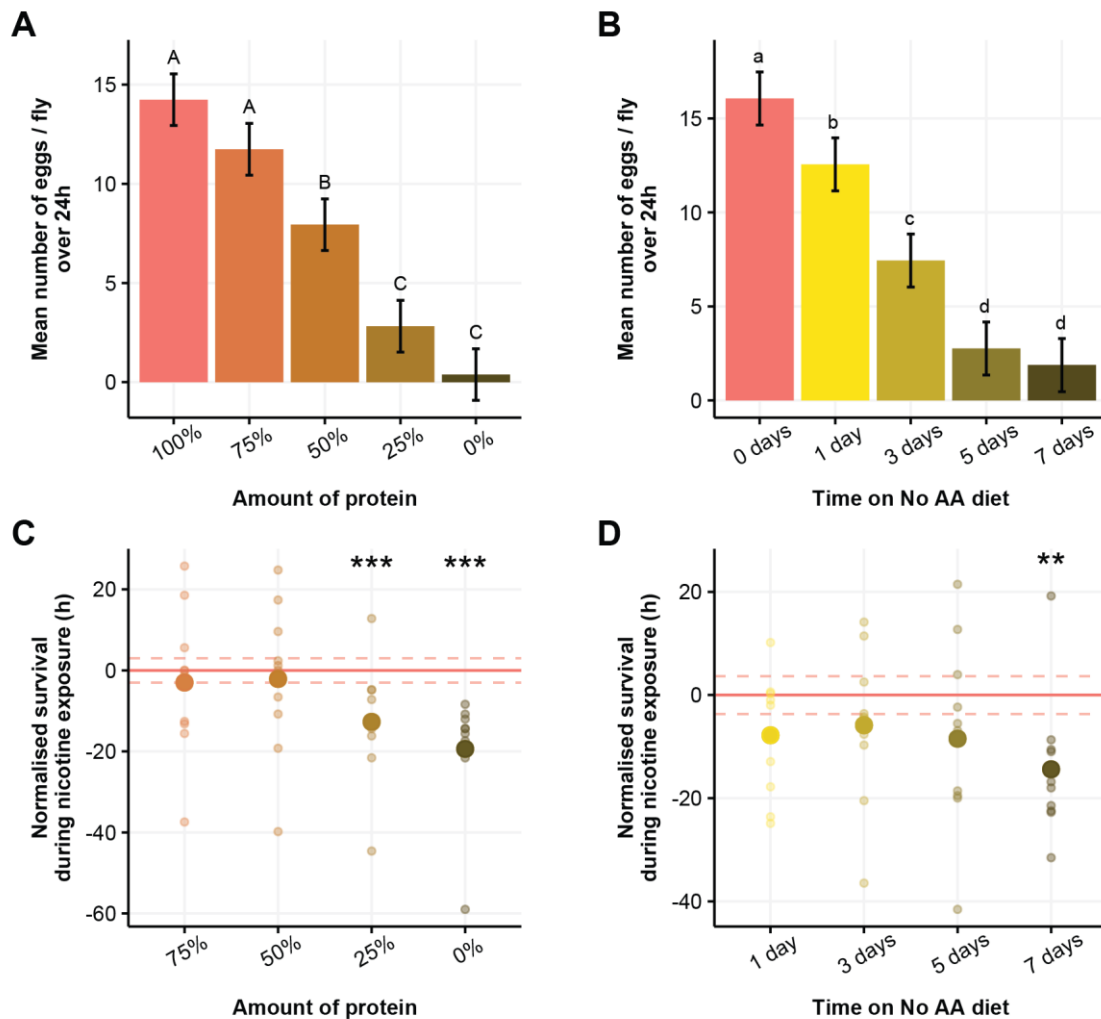 A
Mean number of eggs / fly
over 24h
15
10
5
0
A
A
B
C
C
100%
75%
50%
25%
0%
Amount of protein
B
Mean number of eggs / fly
over 24h
15
10
5
0
a
b
c
d
d
0 days
1 day
3 days
5 days
7 days
Time on No AA diet
C
Normalised survival
during nicotine exposure (h)
20
0
-20
-40
-60
***
***
75%
50%
25%
0%
Amount of protein
D
Normalised survival
during nicotine exposure (h)
20
0
-20
-40
**
1 day
3 days
5 days
7 days
Time on No AA diet